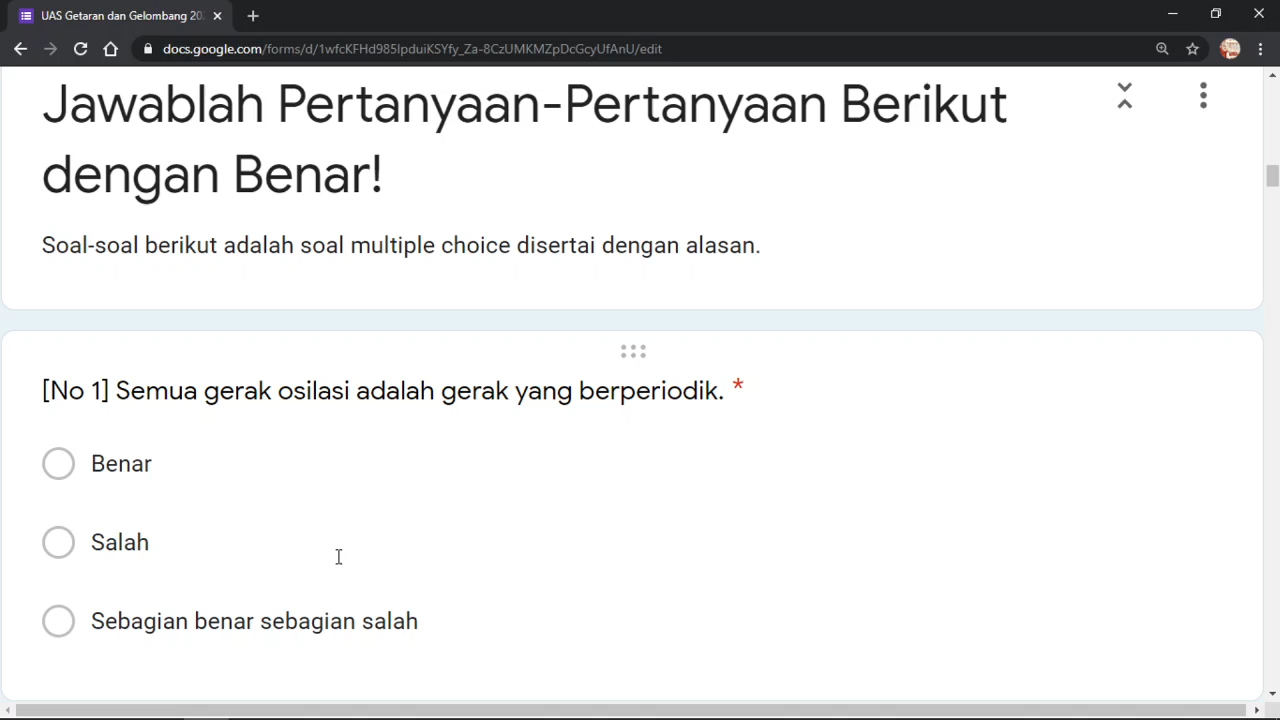 UAS Getaran dan Gelombang 20
docs.google.com/forms/d/1wfcKFHd985lpduiKSYfy_Za-8CzUMKMZpDcGcyUfAnU/edit
Jawablah Pertanyaan-Pertanyaan Berikut
dengan Benar!
Soal-soal berikut adalah soal multiple choice disertai dengan alasan.
[No 1] Semua gerak osilasi adalah gerak yang berperiodik. *
Benar
Salah
Sebagian benar sebagian salah